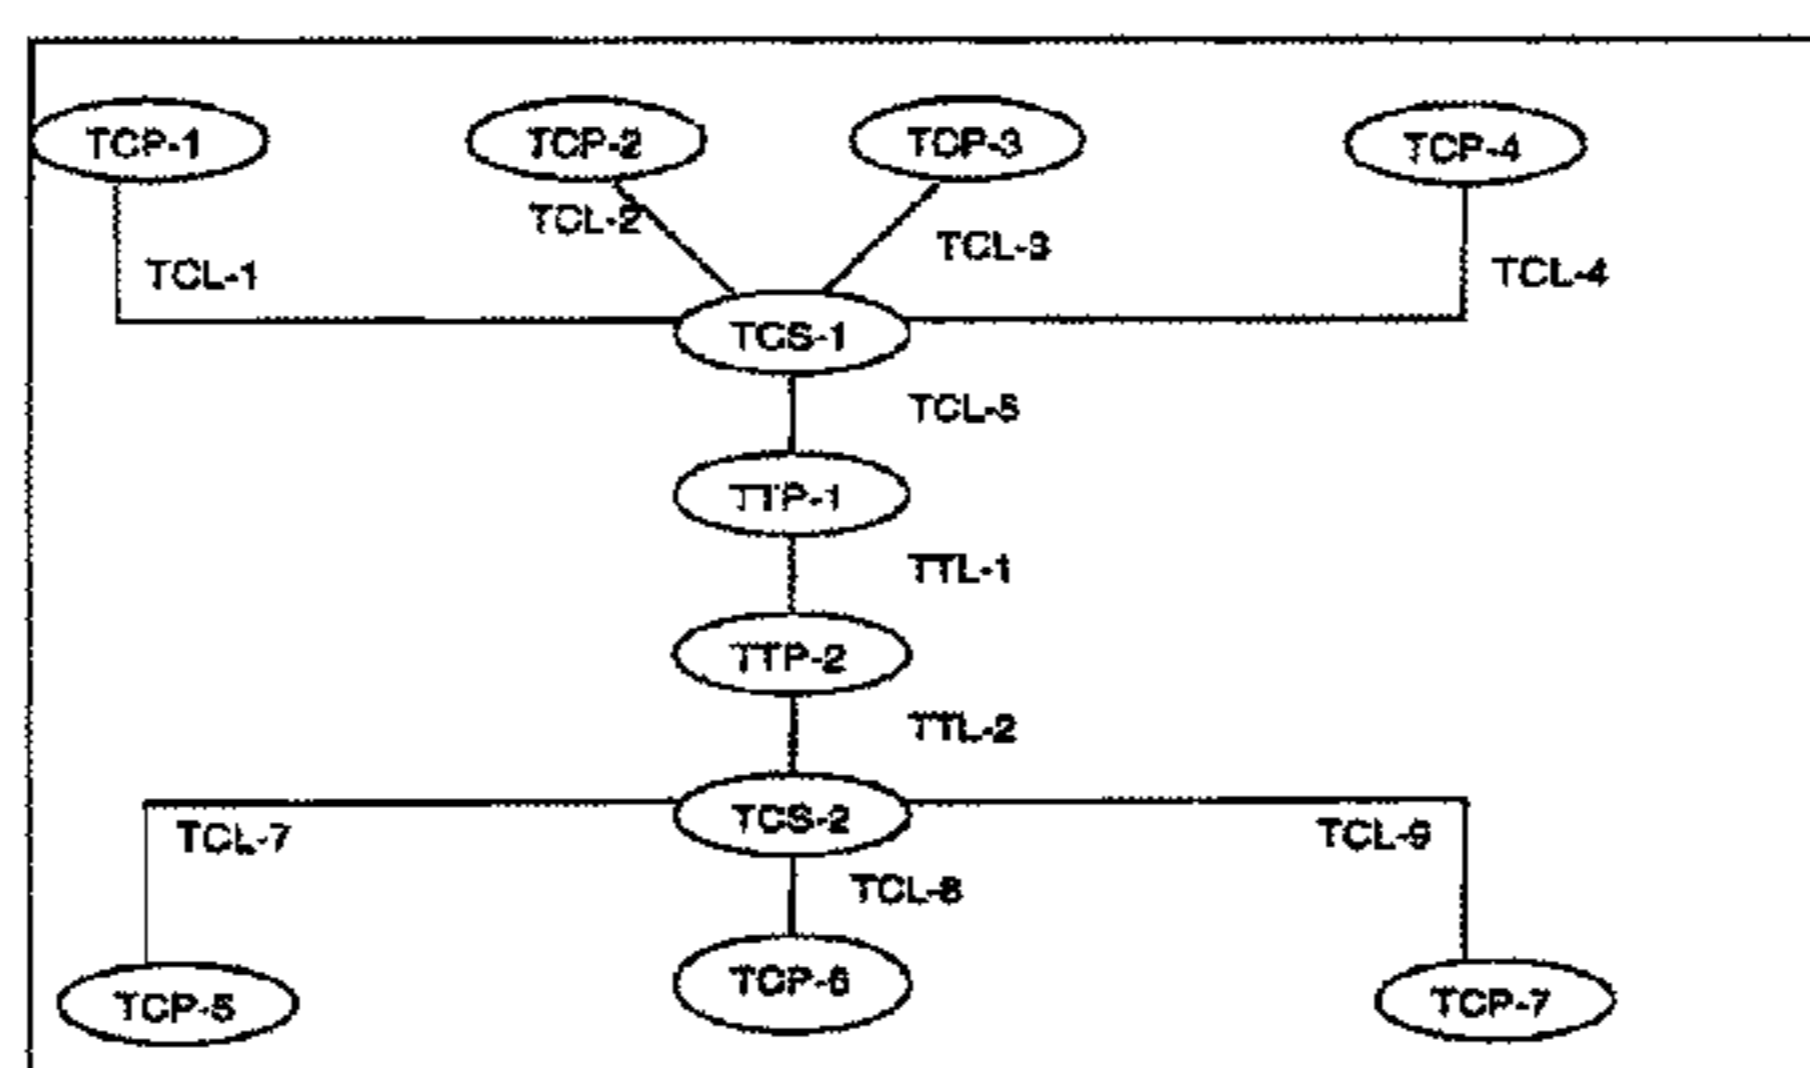 TCP-1 TCP-2 TCP-3 TCP-4
TCL-2
TCL-3
TCL-1 TCL-4
TCS-1
TCL-5
TTP-1
TTL-1
TTP-2
TTL-2
TCS-2
TCL-7 TCL-9
TCL-8
TCP-5 TCP-6 TCP-7